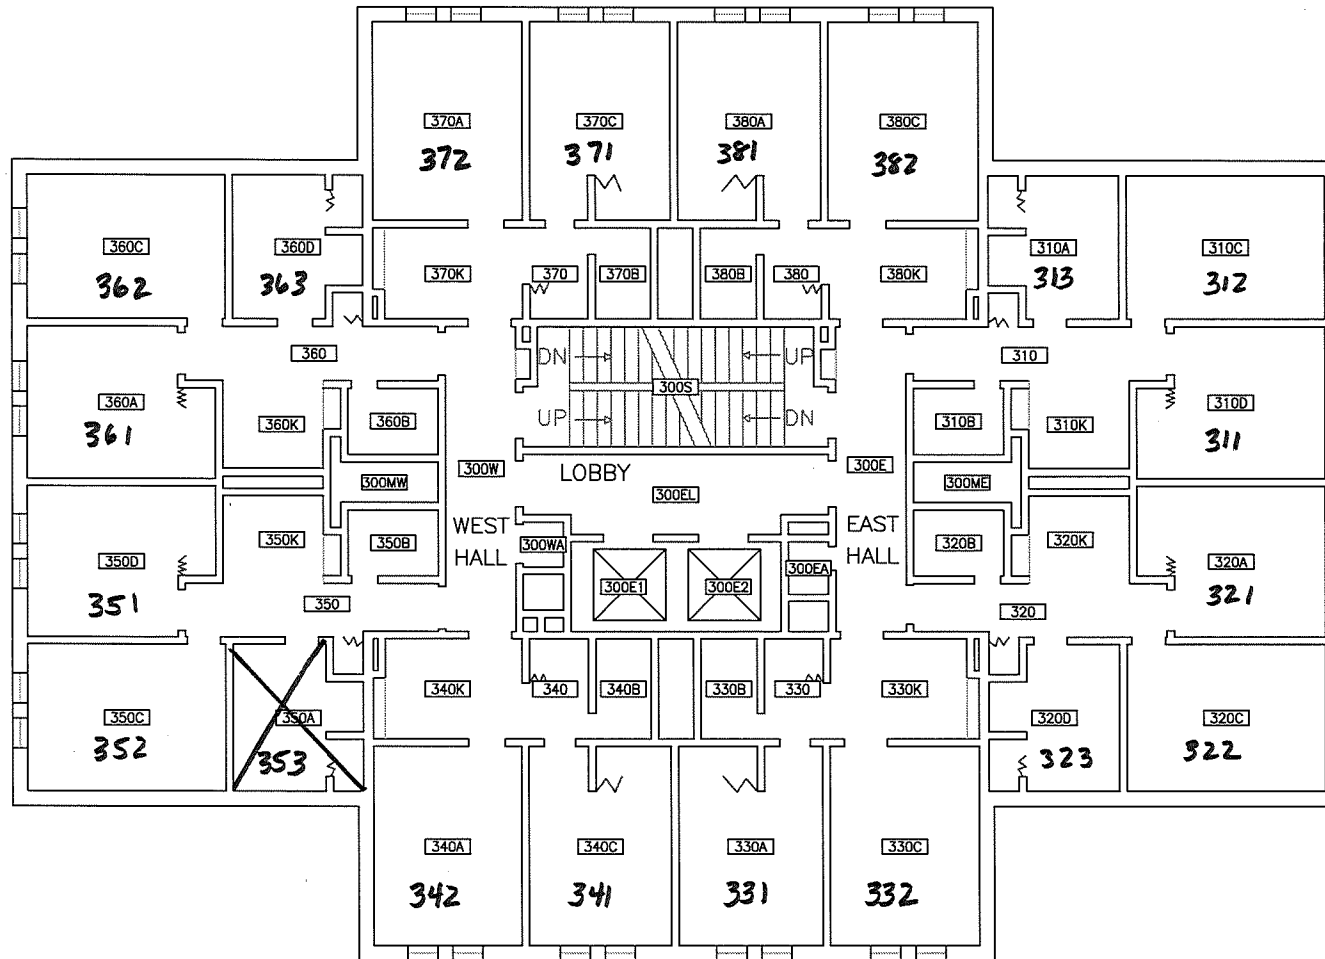 370A 370C 380A 380C
372 371 381 382
360C 360D 310A 310C
362 363 370K 370 370B 380B 380 380K 313 312
360 DN UP 310
300S
360A 310D
361 360K 360B UP DN 310B 310K 311
300W LOBBY 300E
300MW 300EL 300ME
WEST EAST
350K 350B HALL 300WA HALL 320B 320K
350D 300E1 300E2 300EA 320A
351 350 320 321
340K 340 340B 330B 330 330K
350C 350A 320D 320C
352 353 323 322
340A 340C 330A 330C
342 341 331 332